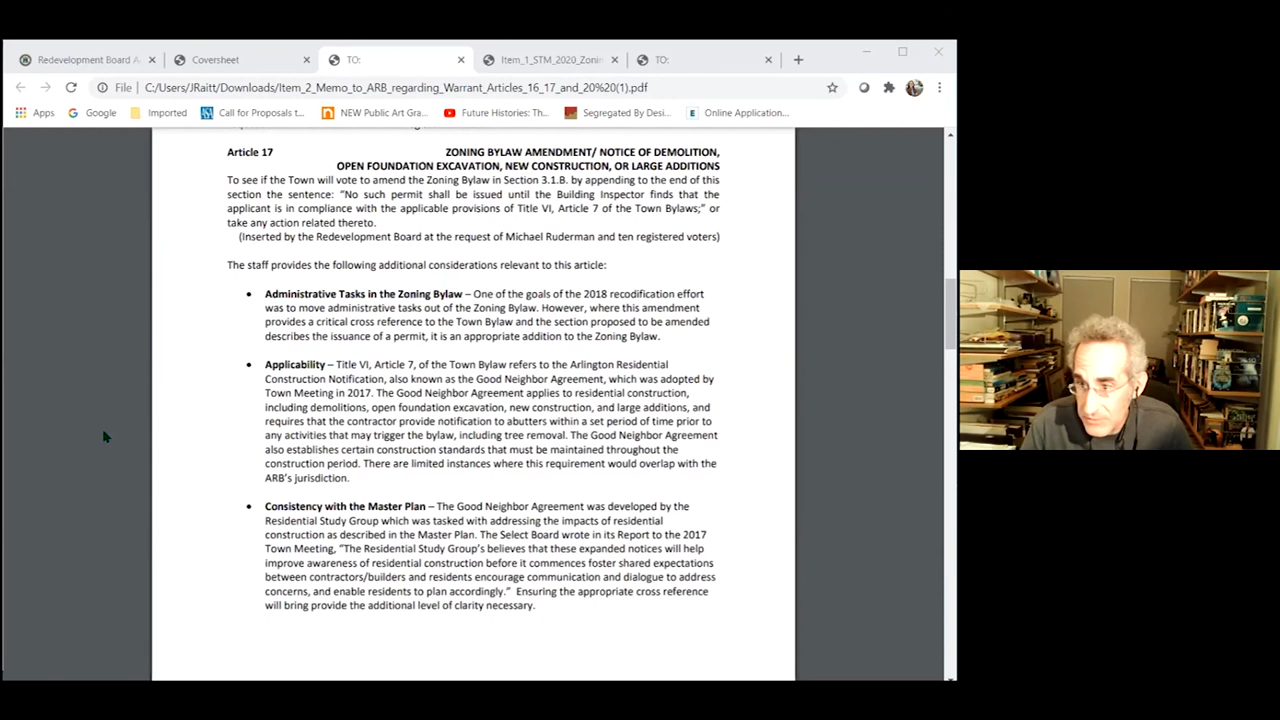 Redevelopment Board A
Coversheet
TO:
Item_1_STM_2020_Zonin
TO:
File
C:/Users/JRaitt/Downloads/Item_2_Memo_to_ARB_regarding_Warrant_Articles_16_17_and_20%20(1).pdf
Apps
Google
Imported
Call for Proposals t...
NEW Public Art Gra...
Future Histories: Th...
Segregated By Desi...
Online Application...
Article 17 ZONING BYLAW AMENDMENT/ NOTICE OF DEMOLITION,
OPEN FOUNDATION EXCAVATION, NEW CONSTRUCTION, OR LARGE ADDITIONS
To see if the Town will vote to amend the Zoning Bylaw in Section 3.1.B. by appending to the end of this
section the sentence: “No such permit shall be issued until the Building Inspector finds that the
applicant is in compliance with the applicable provisions of Title VI, Article 7 of the Town Bylaws;” or
take any action related thereto.
(Inserted by the Redevelopment Board at the request of Michael Ruderman and ten registered voters)
The staff provides the following additional considerations relevant to this article:
• Administrative Tasks in the Zoning Bylaw – One of the goals of the 2018 recodification effort
was to move administrative tasks out of the Zoning Bylaw. However, where this amendment
provides a critical cross reference to the Town Bylaw and the section proposed to be amended
describes the issuance of a permit, it is an appropriate addition to the Zoning Bylaw.
• Applicability – Title VI, Article 7, of the Town Bylaw refers to the Arlington Residential
Construction Notification, also known as the Good Neighbor Agreement, which was adopted by
Town Meeting in 2017. The Good Neighbor Agreement applies to residential construction,
including demolitions, open foundation excavation, new construction, and large additions, and
requires that the contractor provide notification to abutters within a set period of time prior to
any activities that may trigger the bylaw, including tree removal. The Good Neighbor Agreement
also establishes certain construction standards that must be maintained throughout the
construction period. There are limited instances where this requirement would overlap with the
ARB’s jurisdiction.
• Consistency with the Master Plan – The Good Neighbor Agreement was developed by the
Residential Study Group which was tasked with addressing the impacts of residential
construction as described in the Master Plan. The Select Board wrote in its Report to the 2017
Town Meeting, “The Residential Study Group’s believes that these expanded notices will help
improve awareness of residential construction before it commences foster shared expectations
between contractors/builders and residents encourage communication and dialogue to address
concerns, and enable residents to plan accordingly.” Ensuring the appropriate cross reference
will bring provide the additional level of clarity necessary.